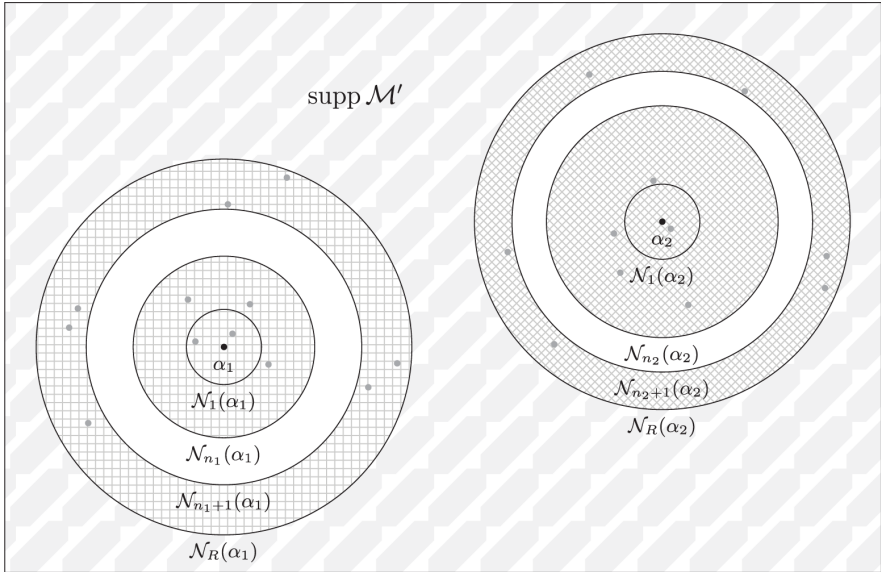 supp ℳ′
α₂
𝒩₁(α₂)
𝒩ₙ₂(α₂)
𝒩ₙ₂₊₁(α₂)
𝒩_R(α₂)
α₁
𝒩₁(α₁)
𝒩ₙ₁(α₁)
𝒩ₙ₁₊₁(α₁)
𝒩_R(α₁)